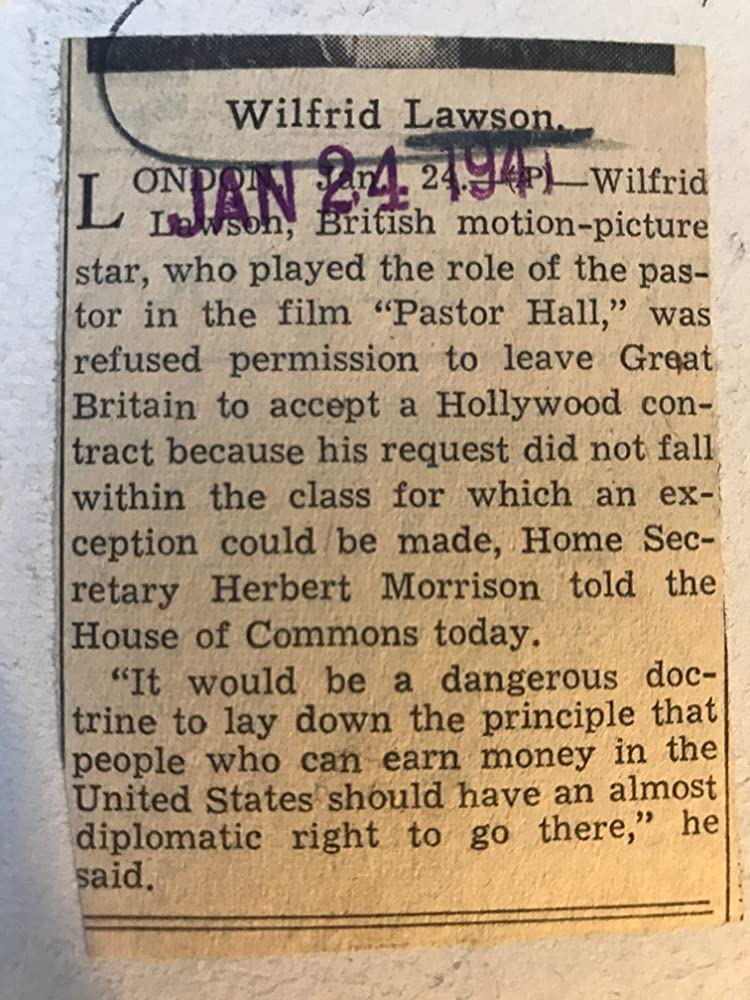 Wilfrid Lawson.
JAN 24 1941
LONDON, Jan. 24.—(AP)—Wilfrid
Lawson, British motion-picture
star, who played the role of the pas-
tor in the film “Pastor Hall,” was
refused permission to leave Great
Britain to accept a Hollywood con-
tract because his request did not fall
within the class for which an ex-
ception could be made, Home Sec-
retary Herbert Morrison told the
House of Commons today.
“It would be a dangerous doc-
trine to lay down the principle that
people who can earn money in the
United States should have an almost
diplomatic right to go there,” he
said.